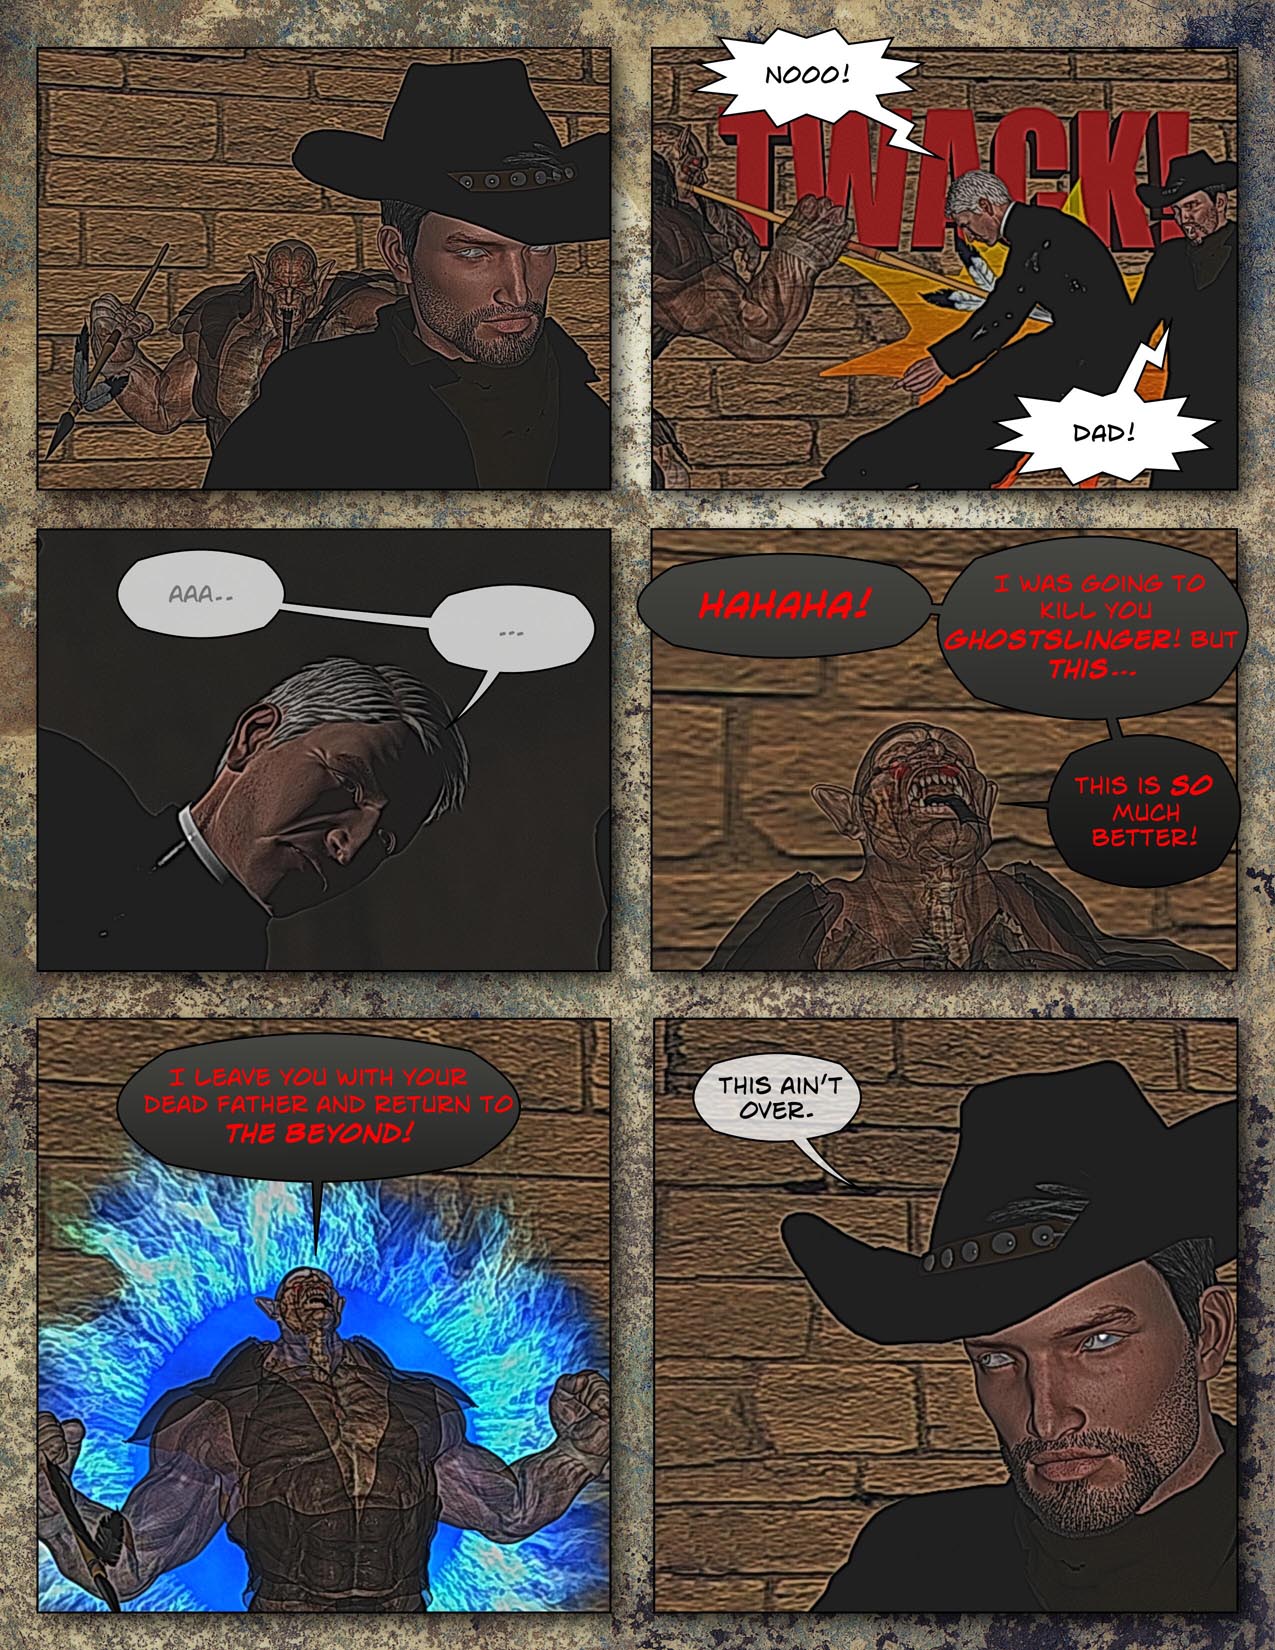 NOOO!
TWACK!
DAD!
AAA..
...
HAHAHA!
I WAS GOING TO
KILL YOU
GHOSTSLINGER! BUT
THIS...
THIS IS SO
MUCH
BETTER!
I LEAVE YOU WITH YOUR
DEAD FATHER AND RETURN TO
THE BEYOND!
THIS AIN'T
OVER.